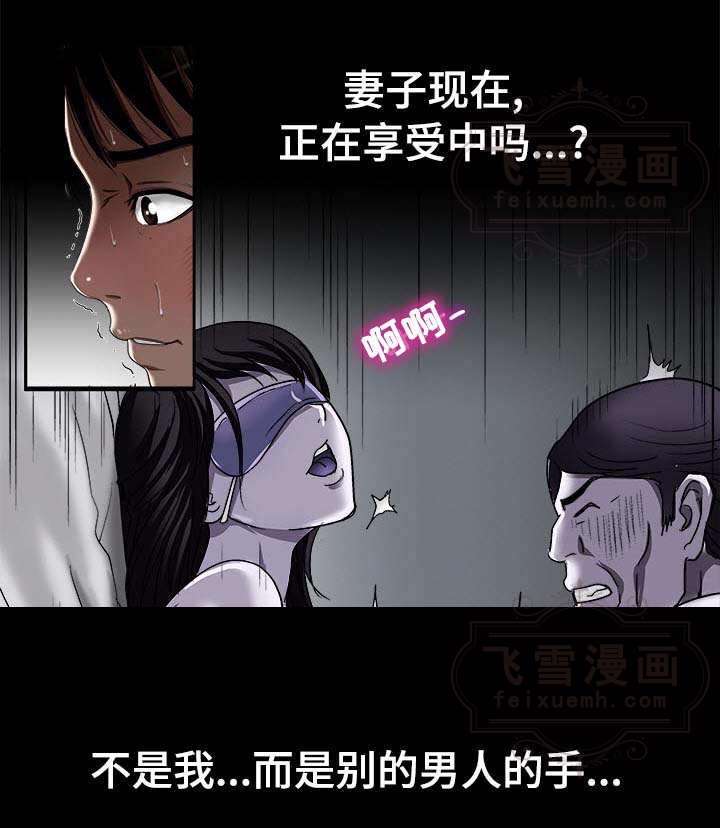 妻子现在,
正在享受中吗...?
飞雪漫画
feixuemh.com
啊啊~
飞雪漫画
feixuemh.com
不是我...而是别的男人的手...